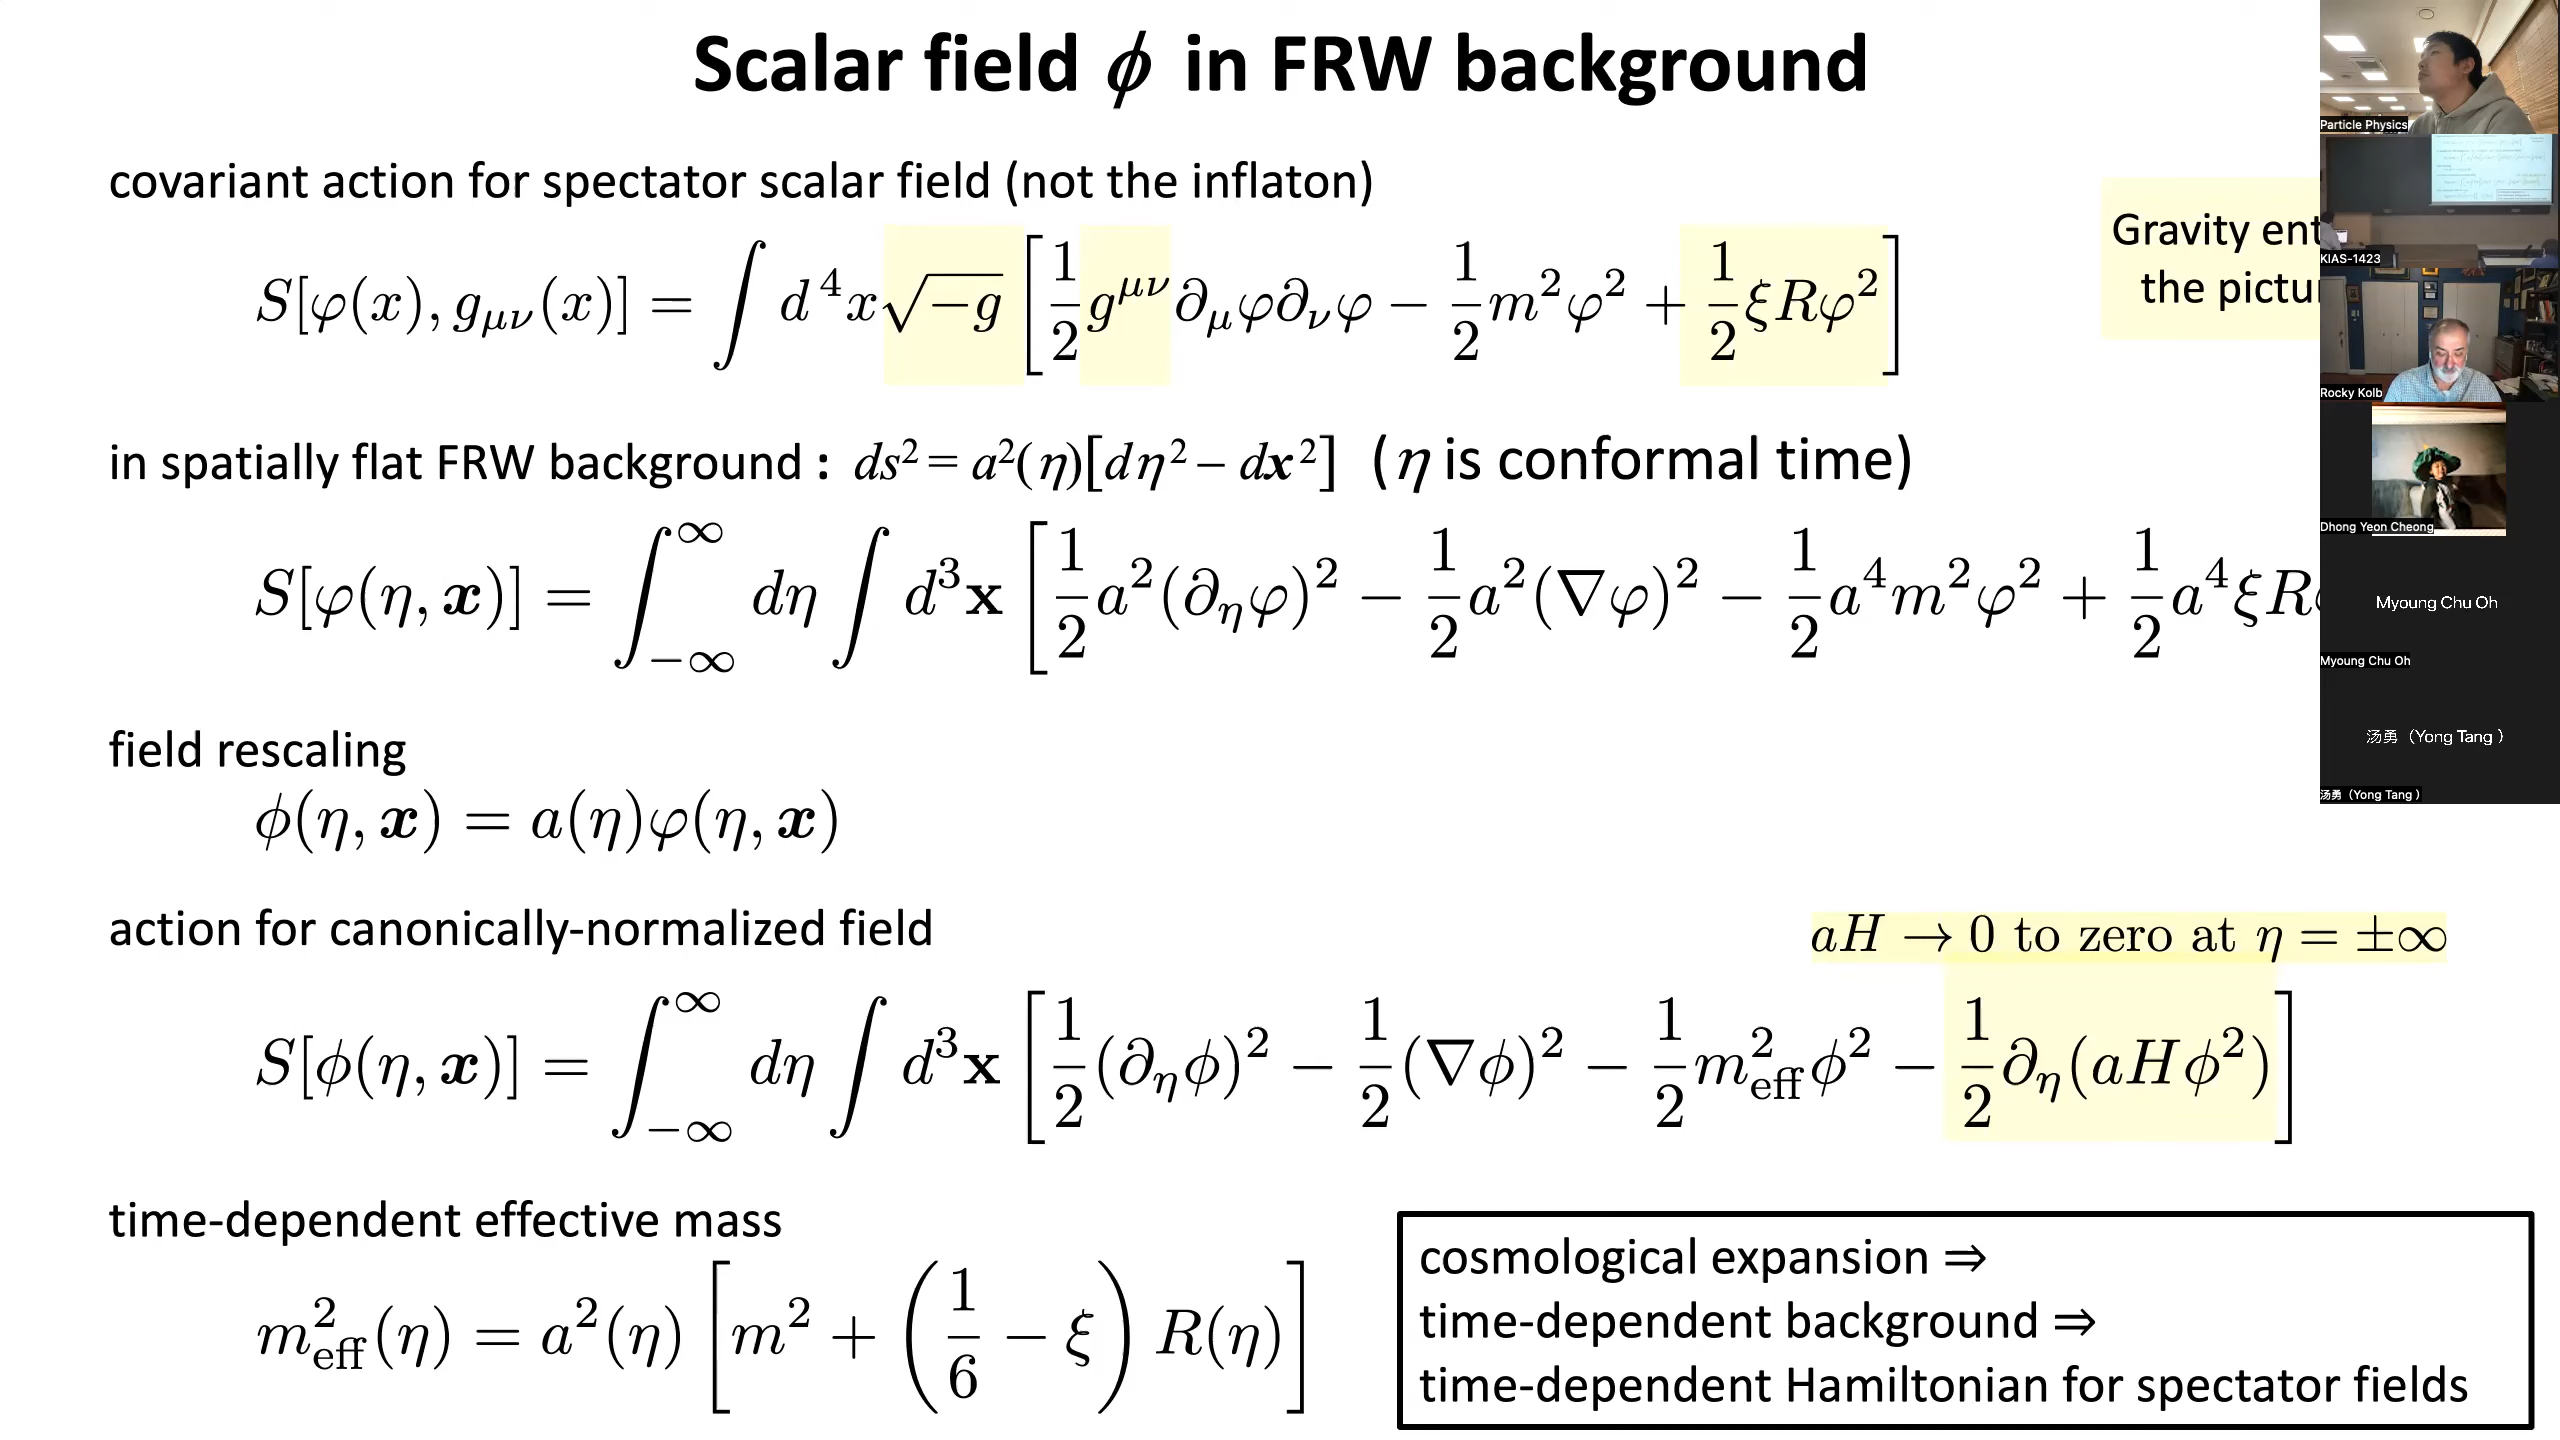 Scalar field ϕ in FRW background
covariant action for spectator scalar field (not the inflaton)
S[φ(x), g_{μν}(x)] = ∫ d⁴x √−g [ 1/2 g^{μν} ∂_μφ ∂_νφ − 1/2 m²φ² + 1/2 ξRφ² ]
Gravity
the
in spatially flat FRW background : ds² = a²(η)[dη² − dx²] (η is conformal time)
S[φ(η, x)] = ∫_{−∞}^{∞} dη ∫ d³x [ 1/2 a²(∂_ηφ)² − 1/2 a²(∇φ)² − 1/2 a⁴m²φ² + 1/2 a⁴ξR
field rescaling
ϕ(η, x) = a(η)φ(η, x)
action for canonically-normalized field
aH → 0 to zero at η = ±∞
S[ϕ(η, x)] = ∫_{−∞}^{∞} dη ∫ d³x [ 1/2 (∂_ηϕ)² − 1/2 (∇ϕ)² − 1/2 m²_{eff}ϕ² − 1/2 ∂_η(aHϕ²) ]
time-dependent effective mass
m²_{eff}(η) = a²(η) [ m² + ( 1/6 − ξ ) R(η) ]
cosmological expansion ⇒
time-dependent background ⇒
time-dependent Hamiltonian for spectator fields
Particle Physics
KIAS-1423
Rocky Kolb
Dhong Yeon Cheong
Myoung Chu Oh
Myoung Chu Oh
汤勇（Yong Tang ）
汤勇（Yong Tang ）